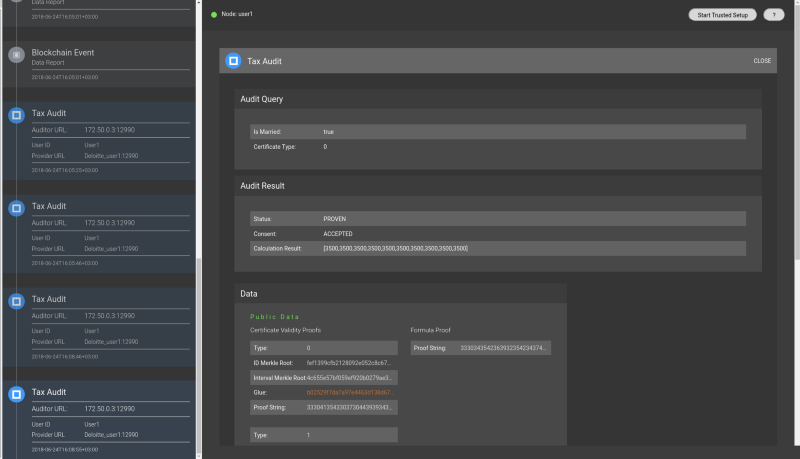 Data Report
2018-06-24T16:05:01+03:00
Blockchain Event
Data Report
2018-06-24T16:05:01+03:00
Tax Audit
Auditor URL: 172.50.0.3:12990
User ID User1
Provider URL Deloitte_user1:12990
2018-06-24T16:05:25+03:00
Tax Audit
Auditor URL: 172.50.0.3:12990
User ID User1
Provider URL Deloitte_user1:12990
2018-06-24T16:05:46+03:00
Tax Audit
Auditor URL: 172.50.0.3:12990
User ID User1
Provider URL Deloitte_user1:12990
2018-06-24T16:08:46+03:00
Tax Audit
Auditor URL: 172.50.0.3:12990
User ID User1
Provider URL Deloitte_user1:12990
2018-06-24T16:08:55+03:00
Node: user1
Start Trusted Setup
?
Tax Audit
CLOSE
Audit Query
Is Married: true
Certificate Type: 0
Audit Result
Status: PROVEN
Consent: ACCEPTED
Calculation Result: [3500,3500,3500,3500,3500,3500,3500,3500,3500,3500]
Data
Public Data
Certificate Validity Proofs
Type: 0
ID Merkle Root: fef1399cfb2128092e052c8c67...
Interval Merkle Root: 4c655e57bf059ef920b0279ae3...
Glue:
Proof String: 3330413543303730443939343...
Type: 1
Formula Proof
Proof String: 3330343542363932354234374...